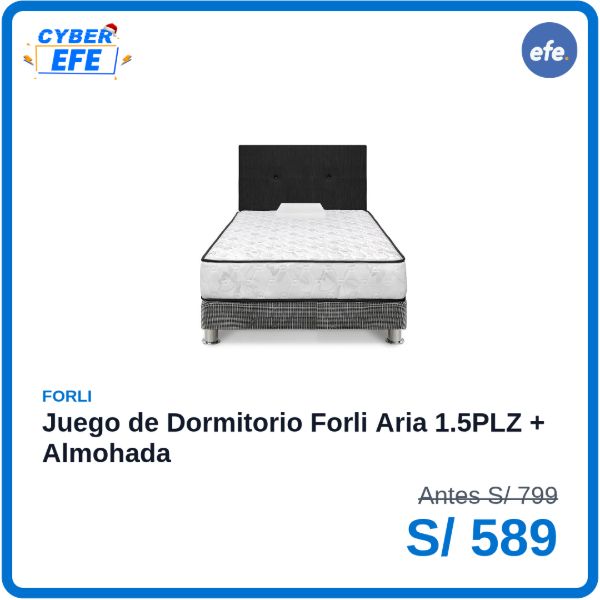 CYBER
EFE
efe.
FORLI
Juego de Dormitorio Forli Aria 1.5PLZ +
Almohada
Antes S/ 799
S/ 589